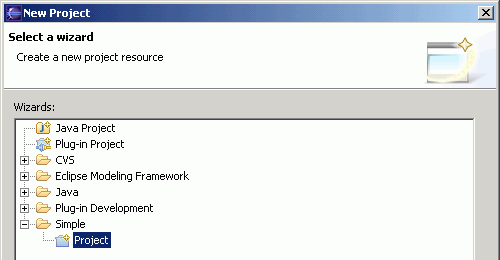 New Project
Select a wizard
Create a new project resource
Wizards:
Java Project
Plug-in Project
CVS
Eclipse Modeling Framework
Java
Plug-in Development
Simple
Project